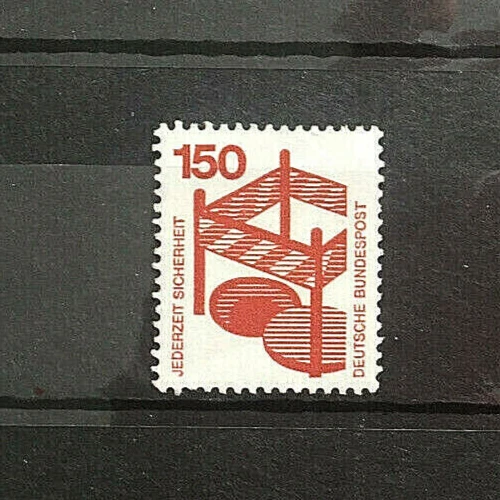 150
JEDERZEIT SICHERHEIT
DEUTSCHE BUNDESPOST